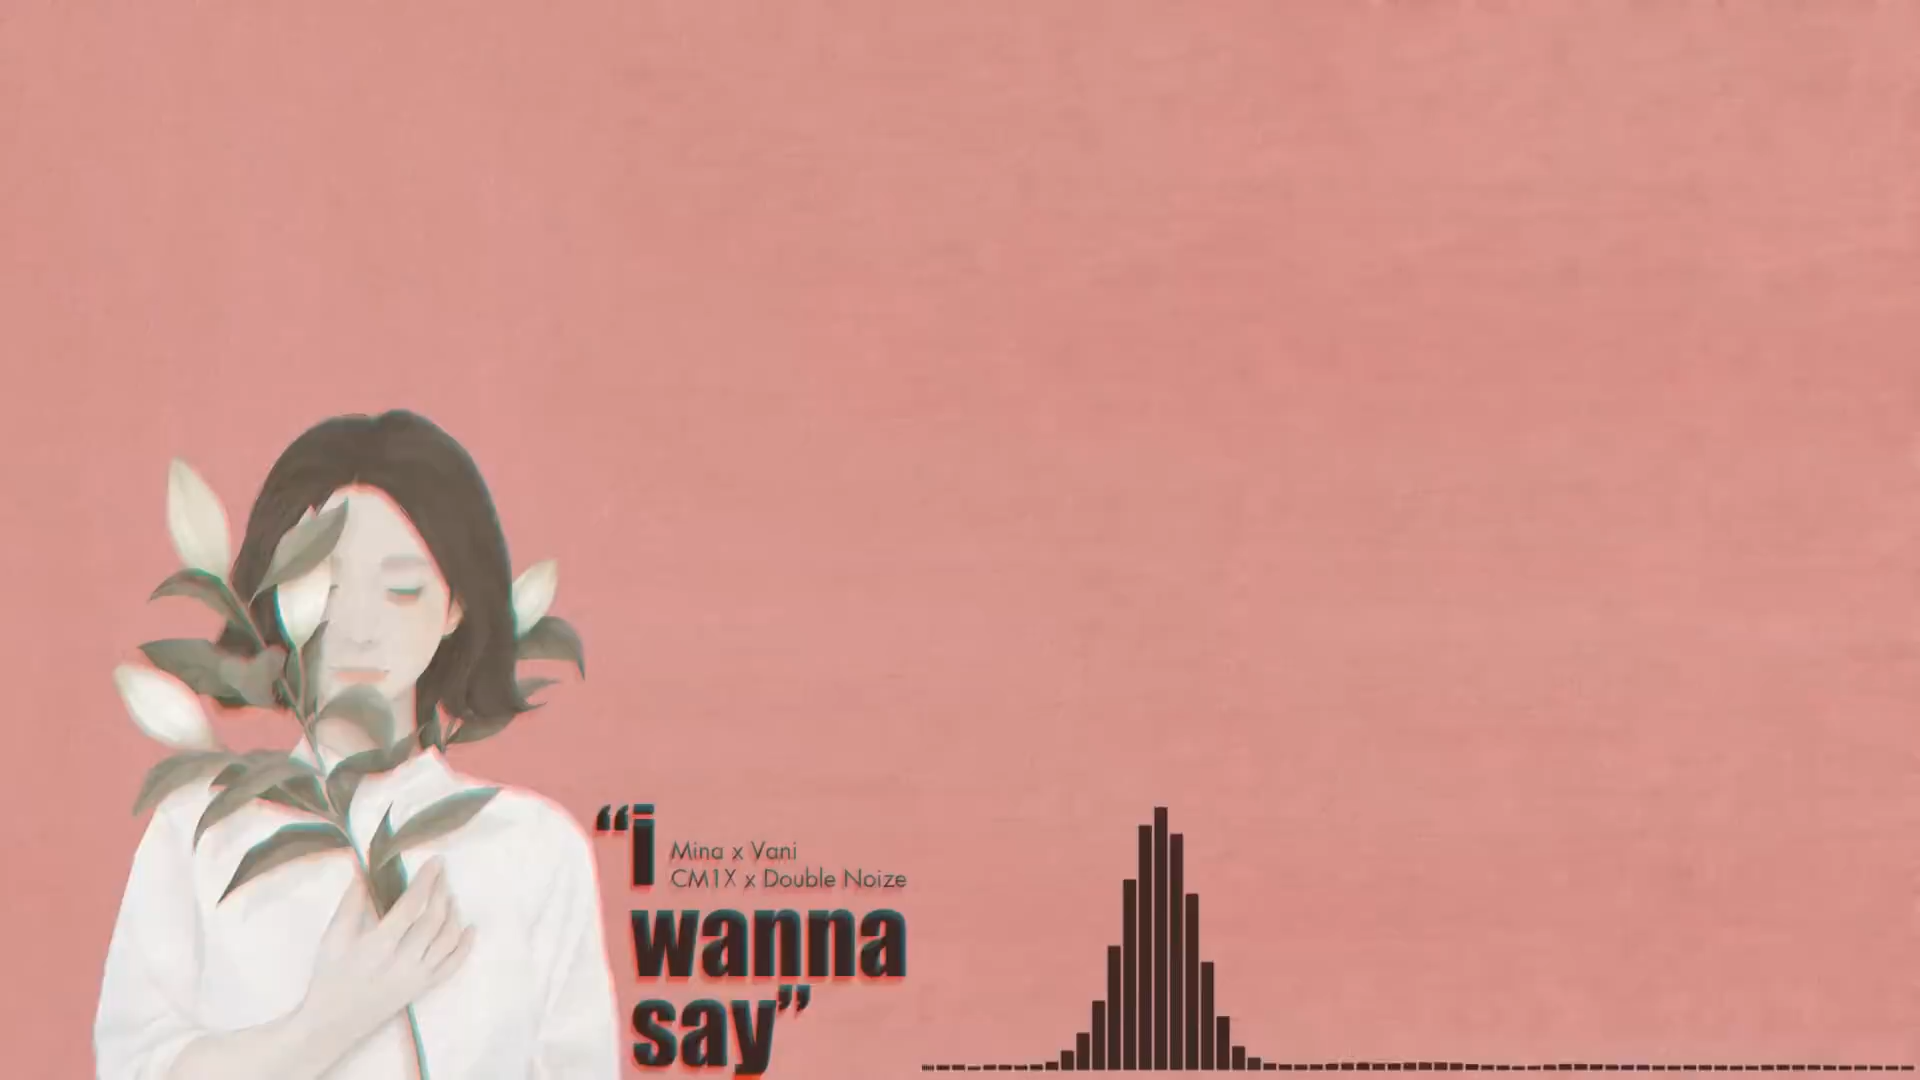 “i
Mina x Vani
CM1X x Double Noize
wanna
say”